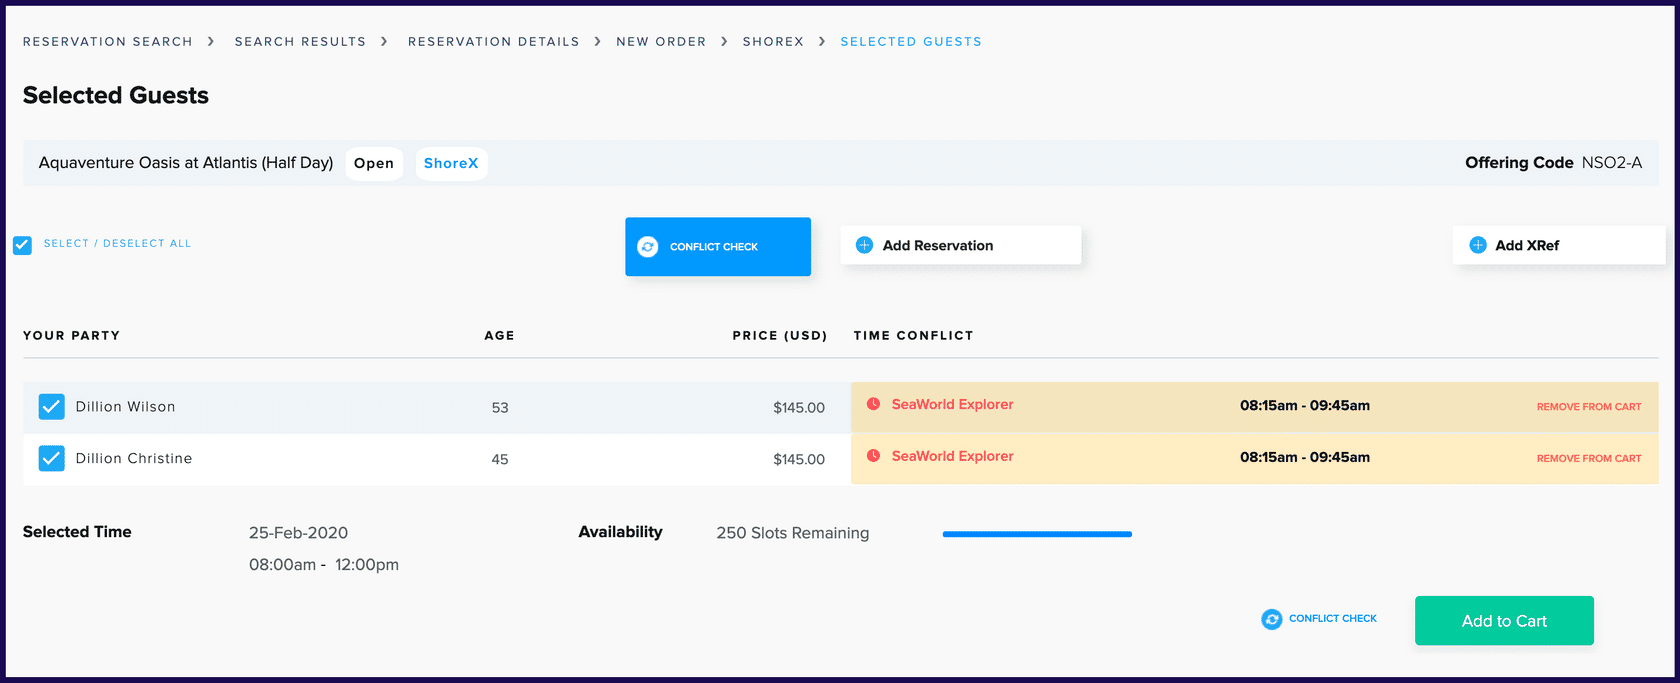 RESERVATION SEARCH > SEARCH RESULTS > RESERVATION DETAILS > NEW ORDER > SHOREX > SELECTED GUESTS
Selected Guests
Aquaventure Oasis at Atlantis (Half Day) Open ShoreX Offering Code NSO2-A
SELECT / DESELECT ALL CONFLICT CHECK Add Reservation Add XRef
YOUR PARTY AGE PRICE (USD) TIME CONFLICT
Dillion Wilson 53 $145.00 SeaWorld Explorer 08:15am - 09:45am REMOVE FROM CART
Dillion Christine 45 $145.00 SeaWorld Explorer 08:15am - 09:45am REMOVE FROM CART
Selected Time 25-Feb-2020 Availability 250 Slots Remaining
08:00am - 12:00pm
CONFLICT CHECK Add to Cart